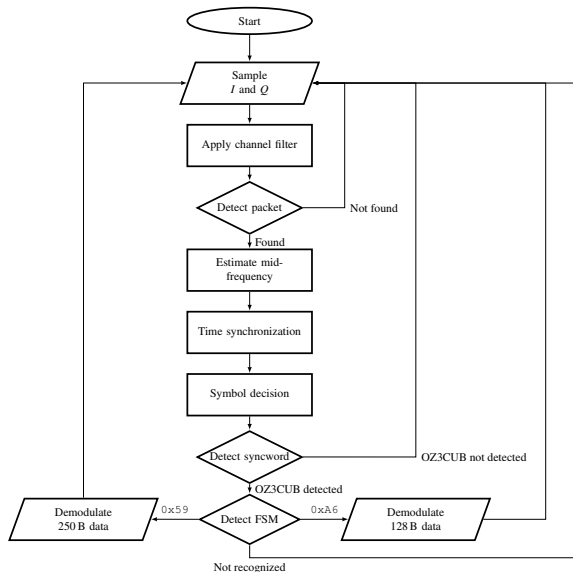 Start
Sample
I and Q
Apply channel filter
Detect packet
Not found
Found
Estimate mid-
frequency
Time synchronization
Symbol decision
Detect syncword
OZ3CUB not detected
OZ3CUB detected
Demodulate
250 B data
0x59
Detect FSM
0xA6
Demodulate
128 B data
Not recognized